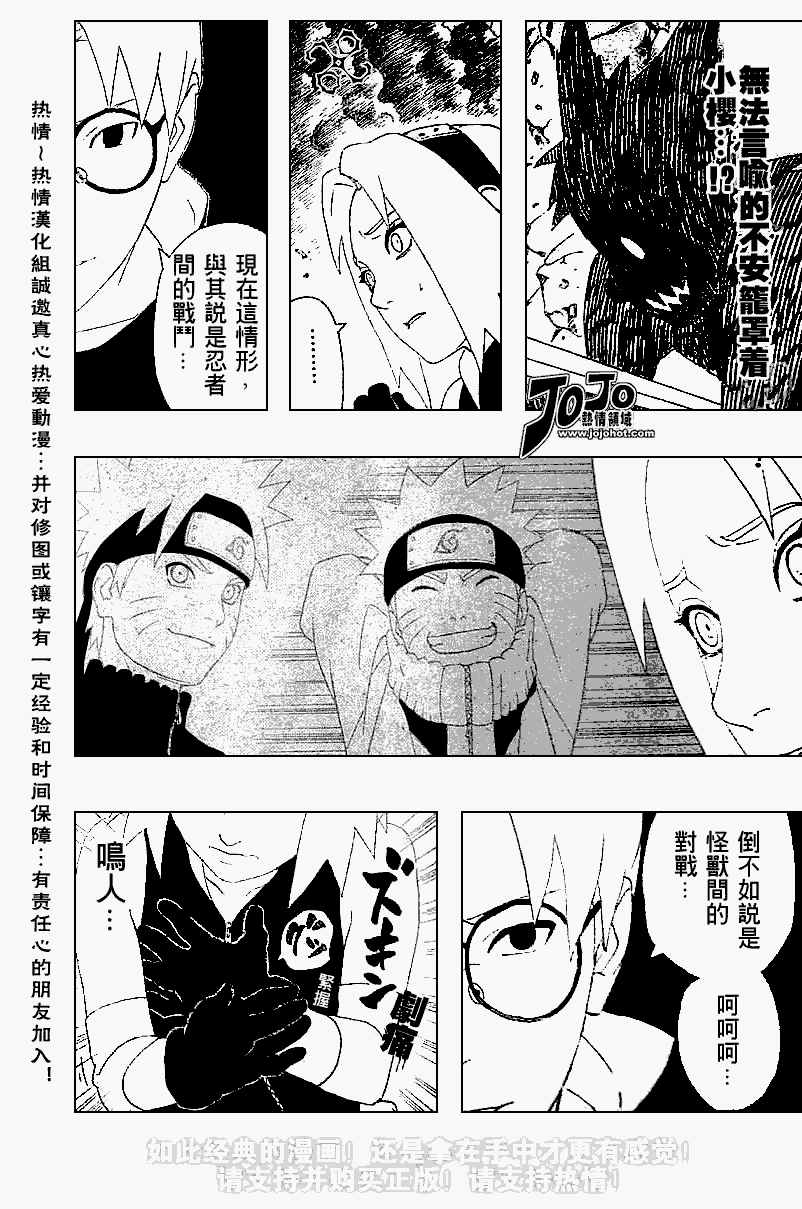 無法言喻的不安籠罩着
小櫻…!?
……
現在這情形，
與其説是忍者
間的戰鬥…
JOJO
熱情領域
www.jojohot.com
倒不如說是
怪獸間的
對戰…
呵呵呵…
ズキン
劇痛
グッ
緊握
鳴人…
热情~热情漢化組誠邀真心热爱動漫…并对修图或镶字有一定经验和时间保障…有责任心的朋友加入！
如此经典的漫画！还是拿在手中才更有感觉！
请支持并购买正版！请支持热情！